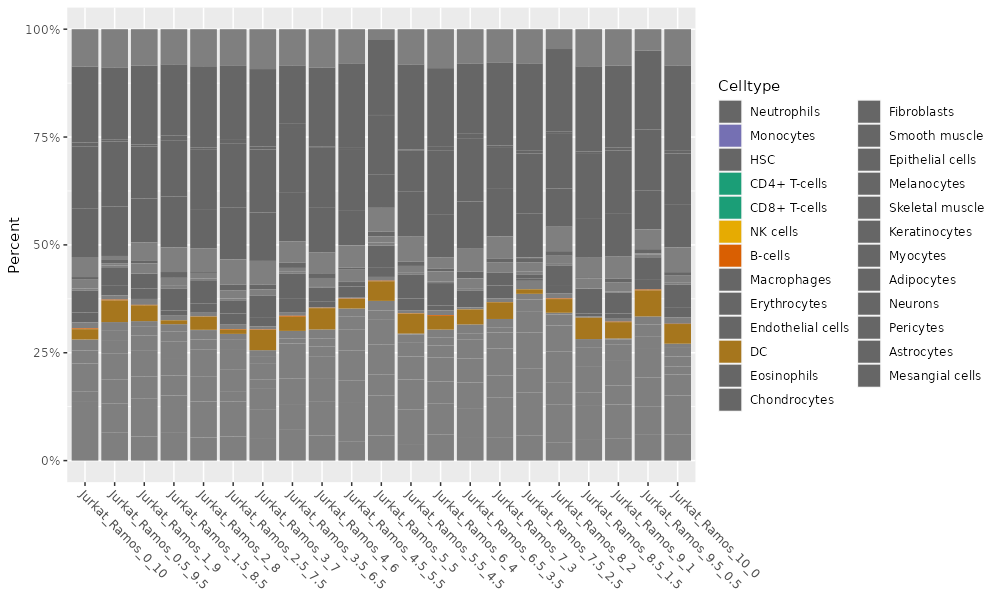 Percent
100%
75%
50%
25%
0%
Jurkat_Ramos_0_10
Jurkat_Ramos_0.5_9.5
Jurkat_Ramos_1_9
Jurkat_Ramos_1.5_8.5
Jurkat_Ramos_2_8
Jurkat_Ramos_2.5_7.5
Jurkat_Ramos_3_7
Jurkat_Ramos_3.5_6.5
Jurkat_Ramos_4_6
Jurkat_Ramos_4.5_5.5
Jurkat_Ramos_5_5
Jurkat_Ramos_5.5_4.5
Jurkat_Ramos_6_4
Jurkat_Ramos_6.5_3.5
Jurkat_Ramos_7_3
Jurkat_Ramos_7.5_2.5
Jurkat_Ramos_8_2
Jurkat_Ramos_8.5_1.5
Jurkat_Ramos_9_1
Jurkat_Ramos_9.5_0.5
Jurkat_Ramos_10_0
Celltype
Neutrophils
Monocytes
HSC
CD4+ T-cells
CD8+ T-cells
NK cells
B-cells
Macrophages
Erythrocytes
Endothelial cells
DC
Eosinophils
Chondrocytes
Fibroblasts
Smooth muscle
Epithelial cells
Melanocytes
Skeletal muscle
Keratinocytes
Myocytes
Adipocytes
Neurons
Pericytes
Astrocytes
Mesangial cells